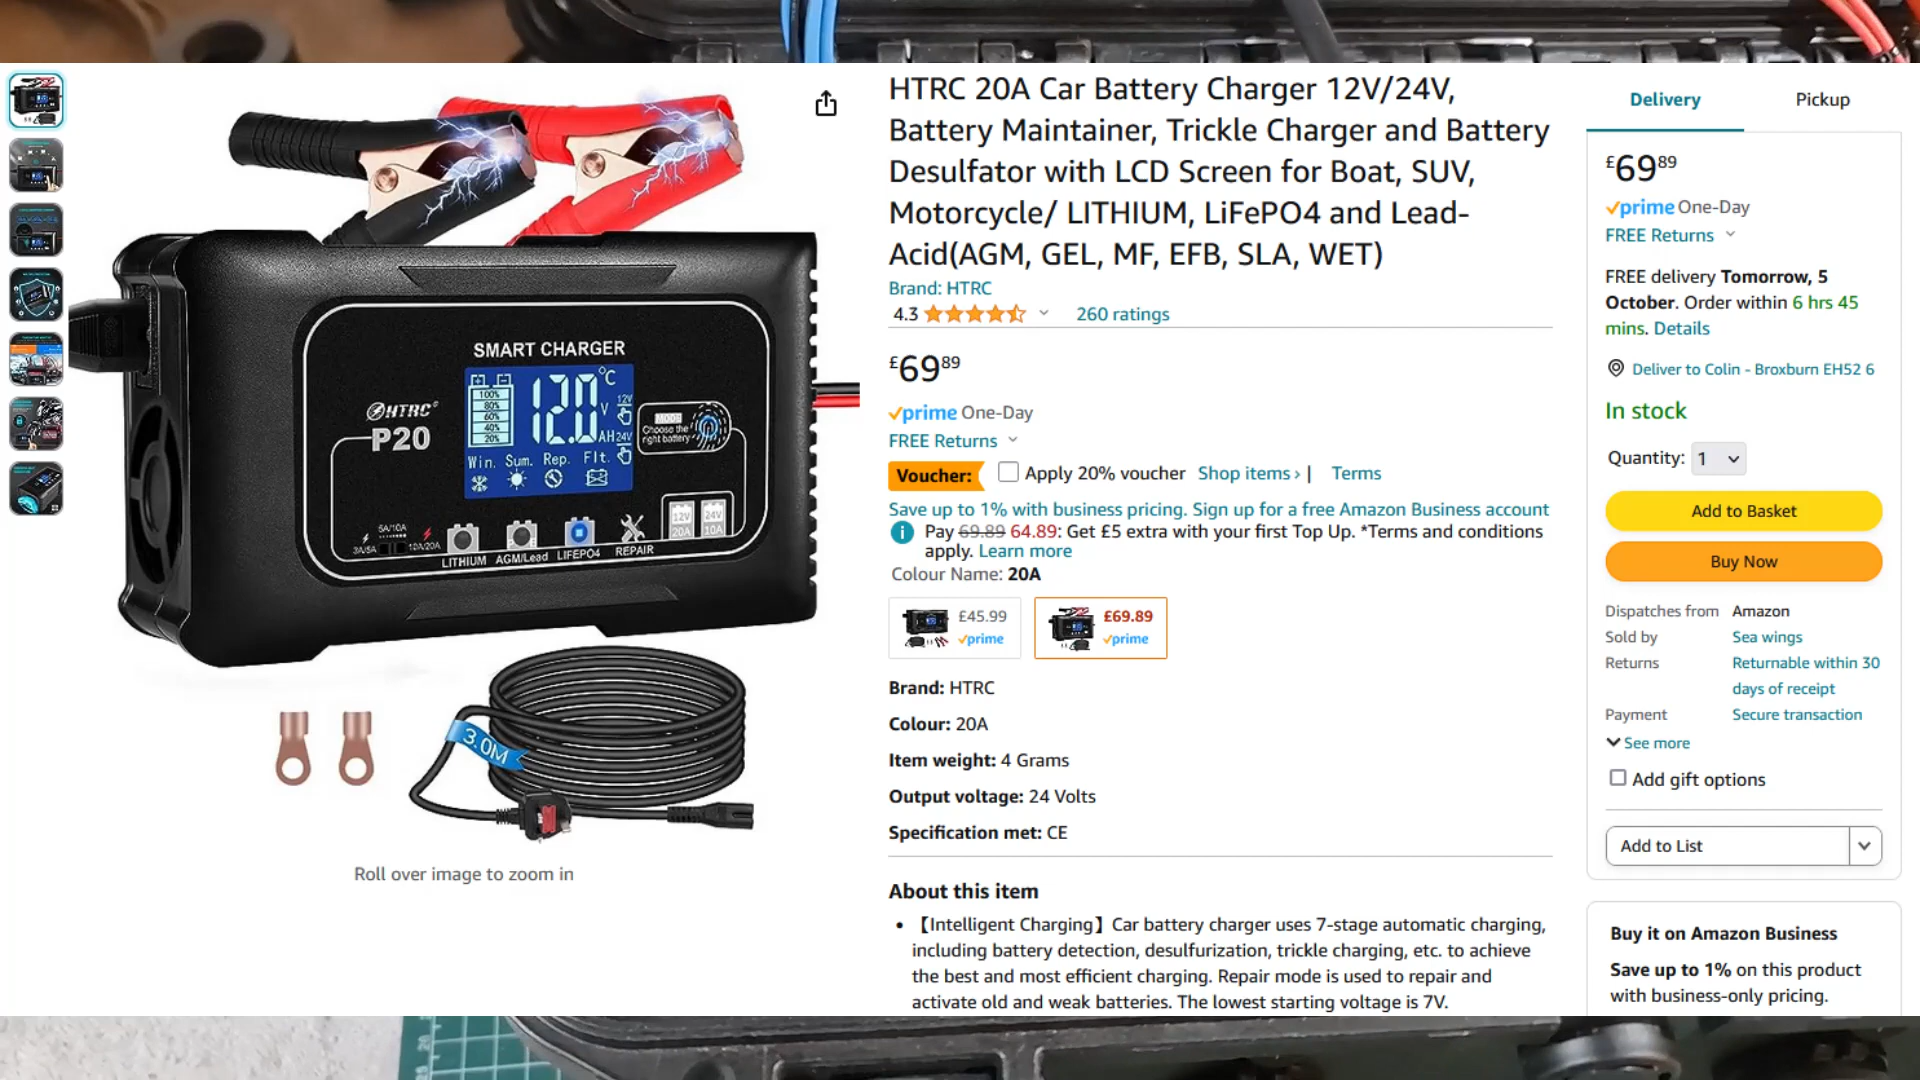 HTRC 20A Car Battery Charger 12V/24V,
Battery Maintainer, Trickle Charger and Battery
Desulfator with LCD Screen for Boat, SUV,
Motorcycle/ LITHIUM, LiFePO4 and Lead-
Acid(AGM, GEL, MF, EFB, SLA, WET)
Brand: HTRC
4.3
260 ratings
£69⁸⁹
prime One-Day
FREE Returns
Voucher: Apply 20% voucher Shop items › | Terms
Save up to 1% with business pricing. Sign up for a free Amazon Business account
Pay 69.89 64.89: Get £5 extra with your first Top Up. *Terms and conditions
apply. Learn more
Colour Name: 20A
£45.99
prime
£69.89
prime
Brand: HTRC
Colour: 20A
Item weight: 4 Grams
Output voltage: 24 Volts
Specification met: CE
About this item
• 【Intelligent Charging】Car battery charger uses 7-stage automatic charging,
including battery detection, desulfurization, trickle charging, etc. to achieve
the best and most efficient charging. Repair mode is used to repair and
activate old and weak batteries. The lowest starting voltage is 7V.
SMART CHARGER
HTRC®
P20
100%
80%
60%
40%
20%
12.0 V
°C
12V
AH 24V
Win. Sum. Rep. Flt.
MODE
Choose the
right battery
5A/10A
3A/5A
10A/20A
LITHIUM
AGM/Lead
LIFEPO4
REPAIR
12V
20A
24V
10A
3.0M
Roll over image to zoom in
Delivery
Pickup
£69⁸⁹
prime One-Day
FREE Returns
FREE delivery Tomorrow, 5
October. Order within 6 hrs 45
mins. Details
Deliver to Colin - Broxburn EH52 6
In stock
Quantity: 1
Add to Basket
Buy Now
Dispatches from Amazon
Sold by Sea wings
Returns Returnable within 30
days of receipt
Payment Secure transaction
See more
Add gift options
Add to List
Buy it on Amazon Business
Save up to 1% on this product
with business-only pricing.